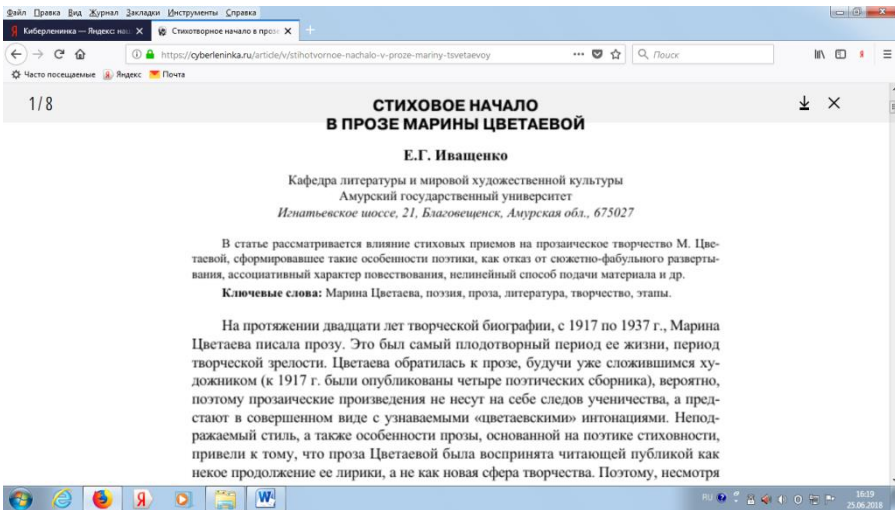 Файл Правка Вид Журнал Закладки Инструменты Справка
Киберленинка — Яндекс: наш X Стихотворное начало в проз X +
https://cyberleninka.ru/article/v/stihotvornoe-nachalo-v-proze-mariny-tsvetaevoy ... Поиск
Часто посещаемые Яндекс Почта
1/8
СТИХОВОЕ НАЧАЛО
В ПРОЗЕ МАРИНЫ ЦВЕТАЕВОЙ
Е.Г. Иващенко
Кафедра литературы и мировой художественной культуры
Амурский государственный университет
Игнатьевское шоссе, 21, Благовещенск, Амурская обл., 675027
В статье рассматривается влияние стиховых приемов на прозаическое творчество М. Цве-
таевой, сформировавшее такие особенности поэтики, как отказ от сюжетно-фабульного разверты-
вания, ассоциативный характер повествования, нелинейный способ подачи материала и др.
Ключевые слова: Марина Цветаева, поэзия, проза, литература, творчество, этапы.
На протяжении двадцати лет творческой биографии, с 1917 по 1937 г., Марина
Цветаева писала прозу. Это был самый плодотворный период ее жизни, период
творческой зрелости. Цветаева обратилась к прозе, будучи уже сложившимся ху-
дожником (к 1917 г. были опубликованы четыре поэтических сборника), вероятно,
поэтому прозаические произведения не несут на себе следов ученичества, а пред-
стают в совершенном виде с узнаваемыми «цветаевскими» интонациями. Непод-
ражаемый стиль, а также особенности прозы, основанной на поэтике стиховности,
привели к тому, что проза Цветаевой была воспринята читающей публикой как
некое продолжение ее лирики, а не как новая сфера творчества. Поэтому, несмотря
RU 16:19
25.06.2018